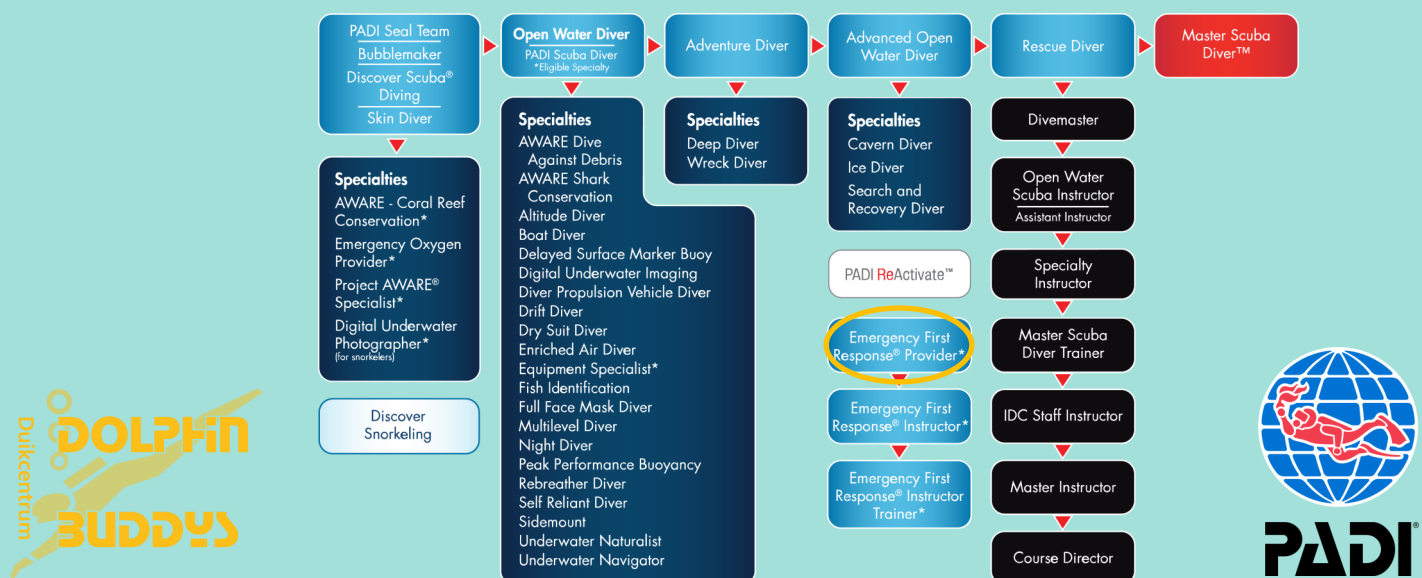 PADI Seal Team
Bubblemaker
Discover Scuba®
Diving
Skin Diver
Open Water Diver
PADI Scuba Diver
*Eligible Specialty
Adventure Diver
Advanced Open
Water Diver
Rescue Diver
Master Scuba
Diver™
Specialties
AWARE - Coral Reef
Conservation*
Emergency Oxygen
Provider*
Project AWARE®
Specialist*
Digital Underwater
Photographer*
(for snorkelers)
Discover
Snorkeling
Specialties
AWARE Dive
Against Debris
AWARE Shark
Conservation
Altitude Diver
Boat Diver
Delayed Surface Marker Buoy
Digital Underwater Imaging
Diver Propulsion Vehicle Diver
Drift Diver
Dry Suit Diver
Enriched Air Diver
Equipment Specialist*
Fish Identification
Full Face Mask Diver
Multilevel Diver
Night Diver
Peak Performance Buoyancy
Rebreather Diver
Self Reliant Diver
Sidemount
Underwater Naturalist
Underwater Navigator
Specialties
Deep Diver
Wreck Diver
Specialties
Cavern Diver
Ice Diver
Search and
Recovery Diver
PADI ReActivate™
Emergency First
Response® Provider*
Emergency First
Response® Instructor*
Emergency First
Response® Instructor
Trainer*
Divemaster
Open Water
Scuba Instructor
Assistant Instructor
Specialty
Instructor
Master Scuba
Diver Trainer
IDC Staff Instructor
Master Instructor
Course Director
Duikcentrum
DOLPHIN
BUDDYS
PADI®